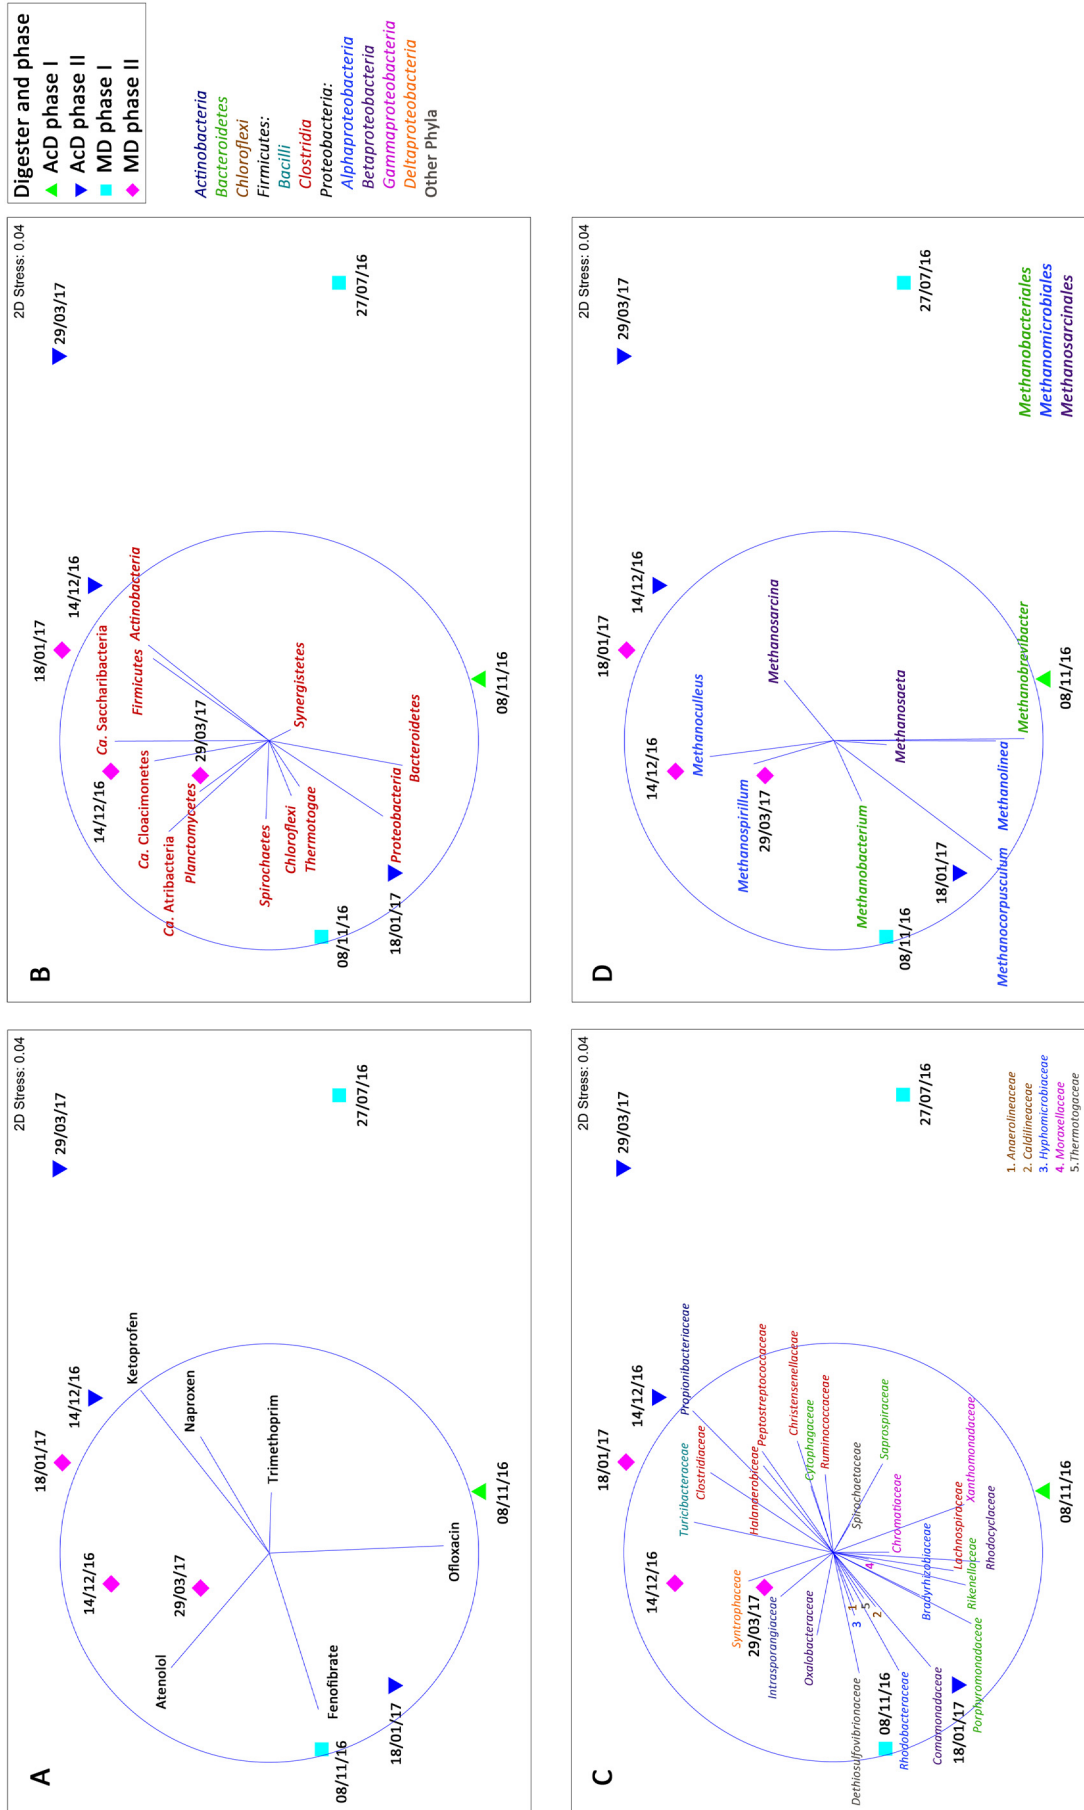 A
2D Stress: 0.04
29/03/17
18/01/17
14/12/16
14/12/16
Ketoprofen
29/03/17
Naproxen
Atenolol
Trimethoprim
27/07/16
Fenofibrate
08/11/16
18/01/17
Ofloxacin
08/11/16
B
2D Stress: 0.04
29/03/17
18/01/17
14/12/16
14/12/16
Ca. Saccharibacteria
Actinobacteria
Firmicutes
Ca. Cloacimonetes
29/03/17
Ca. Atribacteria
Planctomycetes
Synergistetes
Spirochaetes
Chloroflexi
Thermotogae
27/07/16
08/11/16
Proteobacteria
Bacteroidetes
18/01/17
08/11/16
Digester and phase
AcD phase I
AcD phase II
MD phase I
MD phase II
Actinobacteria
Bacteroidetes
Chloroflexi
Firmicutes:
Bacilli
Clostridia
Proteobacteria:
Alphaproteobacteria
Betaproteobacteria
Gammaproteobacteria
Deltaproteobacteria
Other Phyla
C
2D Stress: 0.04
29/03/17
18/01/17
14/12/16
14/12/16
Propionibacteriaceae
Turicibacteraceae
Clostridiaceae
Syntrophaceae
29/03/17
Halanderobiceae
Peptostreptococcaceae
Intrasporangiaceae
Christensenellaceae
Oxalobacteraceae
Cytophagaceae
Ruminococcaceae
Dethiosulfovibrionaceae
3
1
5
2
4
Spirochaetaceae
Saprospiraceae
27/07/16
08/11/16
Rhodobacteraceae
Chromatiaceae
Bradyrhizobiaceae
Comamonadaceae
18/01/17
Lachnospiraceae
Xanthomonadaceae
Porphyromonadaceae
Rikenellaceae
Rhodocyclaceae
08/11/16
1. Anaerolineaceae
2. Caldilineaceae
3. Hyphomicrobiaceae
4. Moraxellaceae
5.Thermotogaceae
D
2D Stress: 0.04
29/03/17
18/01/17
14/12/16
14/12/16
Methanoculleus
Methanospirillum
29/03/17
Methanosarcina
Methanobacterium
Methanosaeta
27/07/16
08/11/16
18/01/17
Methanocorpusculum
Methanolinea
Methanobrevibacter
08/11/16
Methanobacteriales
Methanomicrobiales
Methanosarcinales